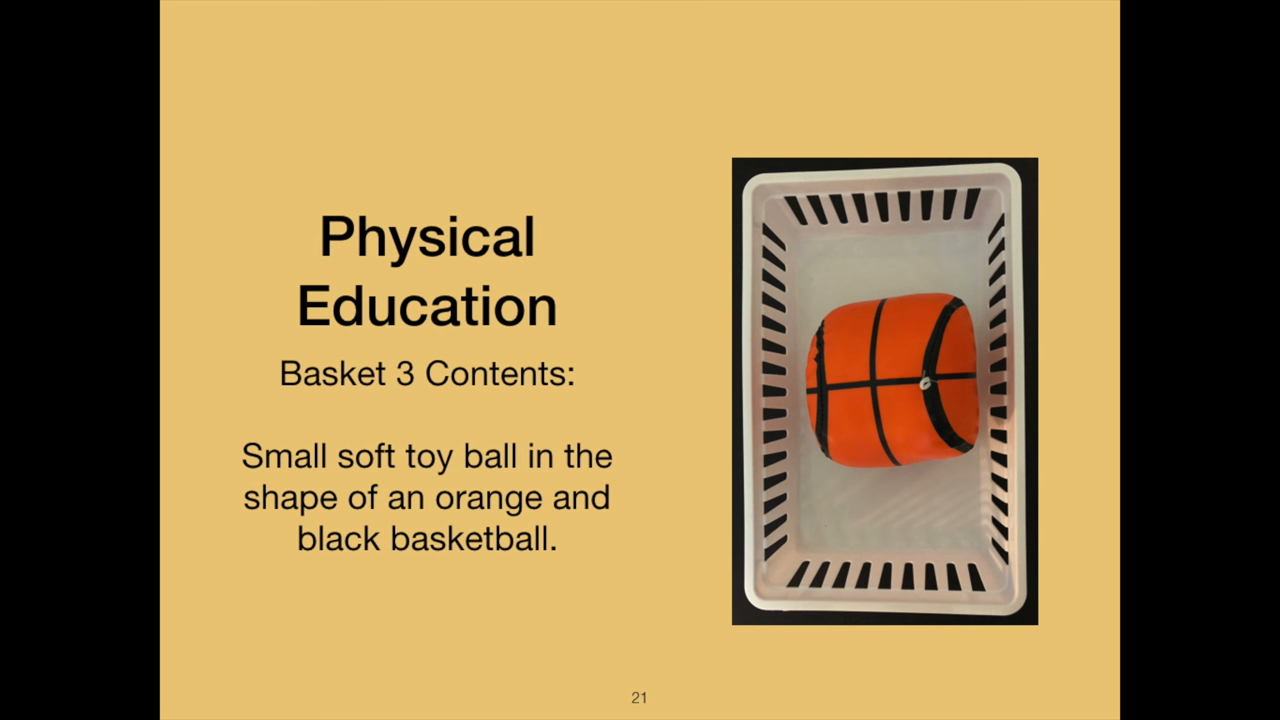 Physical
Education
Basket 3 Contents:
Small soft toy ball in the
shape of an orange and
black basketball.
21